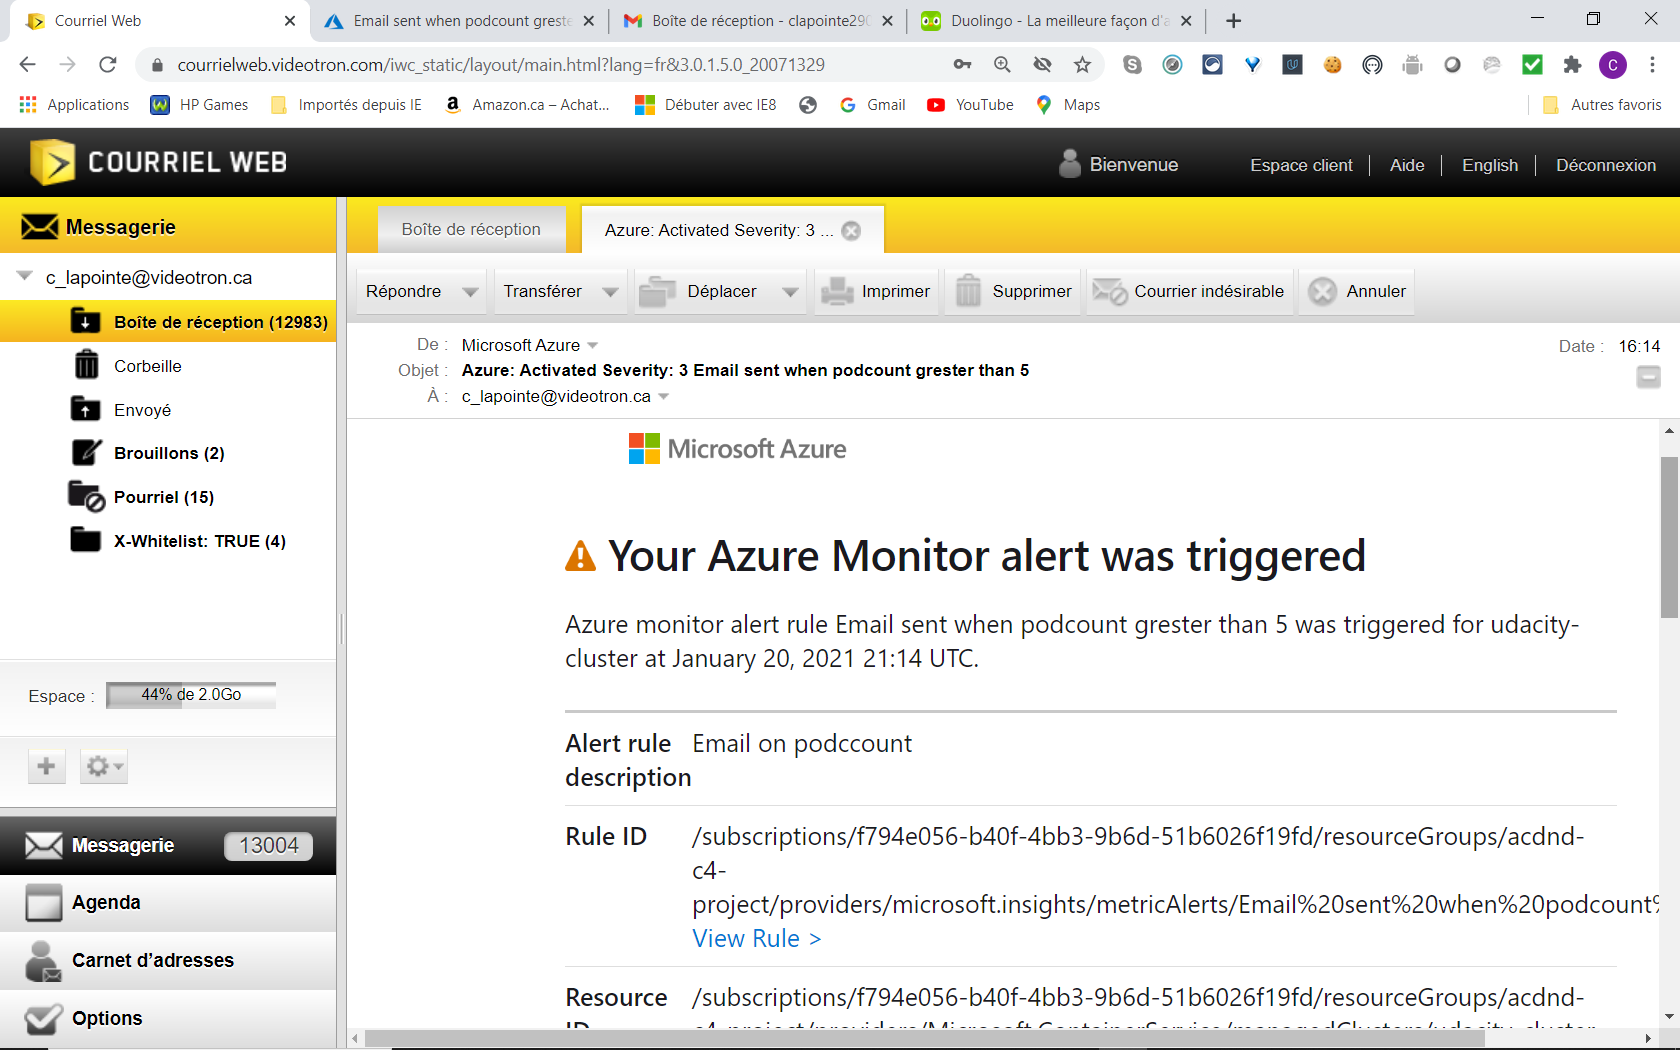 Courriel Web
Email sent when podcount greste
Boîte de réception - clapointe290
Duolingo - La meilleure façon d'a
courrielweb.videotron.com/iwc_static/layout/main.html?lang=fr&3.0.1.5.0_20071329
C
Applications
HP Games
Importés depuis IE
Amazon.ca – Achat...
Débuter avec IE8
Gmail
YouTube
Maps
Autres favoris
COURRIEL WEB
Bienvenue
Espace client
Aide
English
Déconnexion
Messagerie
Boîte de réception
Azure: Activated Severity: 3 ...
c_lapointe@videotron.ca
Répondre
Transférer
Déplacer
Imprimer
Supprimer
Courrier indésirable
Annuler
Boîte de réception (12983)
Corbeille
Envoyé
Brouillons (2)
Pourriel (15)
X-Whitelist: TRUE (4)
De : Microsoft Azure
Date : 16:14
Objet : Azure: Activated Severity: 3 Email sent when podcount grester than 5
À : c_lapointe@videotron.ca
Microsoft Azure
Your Azure Monitor alert was triggered
Azure monitor alert rule Email sent when podcount grester than 5 was triggered for udacity-
cluster at January 20, 2021 21:14 UTC.
Espace : 44% de 2.0Go
Alert rule description
Email on podccount
Rule ID
/subscriptions/f794e056-b40f-4bb3-9b6d-51b6026f19fd/resourceGroups/acdnd-
c4-
project/providers/microsoft.insights/metricAlerts/Email%20sent%20when%20podcount%
View Rule >
Resource ID
/subscriptions/f794e056-b40f-4bb3-9b6d-51b6026f19fd/resourceGroups/acdnd-
c4-project/providers/Microsoft.ContainerService/managedClusters/udacity-cluster
Messagerie 13004
Agenda
Carnet d'adresses
Options